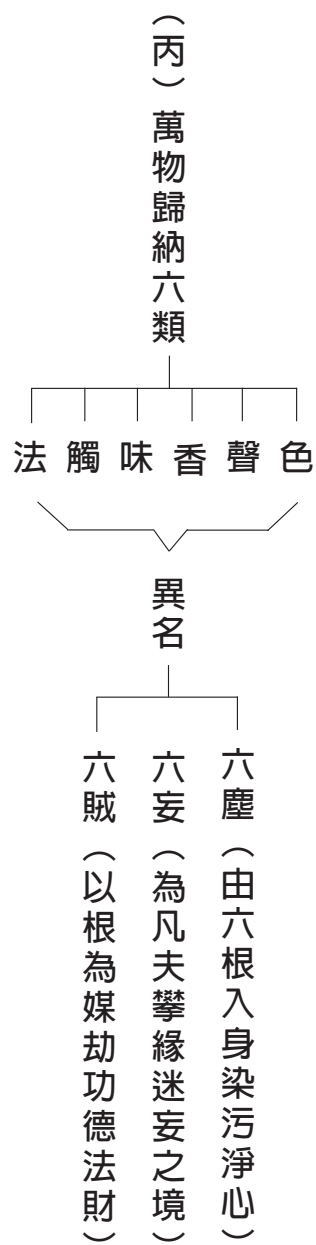 （丙）萬物歸納六類
色
聲
香
味
觸
法
異名
六塵（由六根入身染污淨心）
六妄（為凡夫攀緣迷妄之境）
六賊（以根為媒劫功德法財）